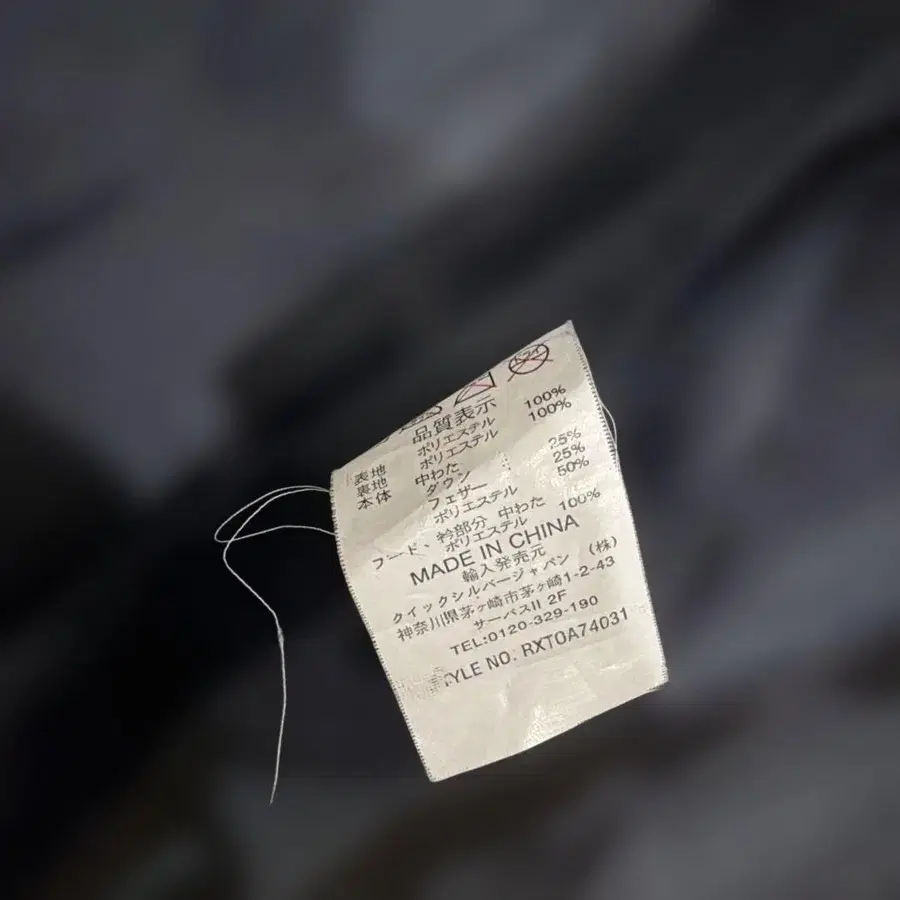 ドライ
品質表示
表地 ポリエステル 100%
裏地 ポリエステル 100%
本体 中わた
ダウン 25%
フェザー 25%
ポリエステル 50%
フード、衿部分 中わた
ポリエステル 100%
MADE IN CHINA
輸入発売元
クイックシルバージャパン (株)
神奈川県茅ヶ崎市茅ヶ崎1-2-43
サーパスII 2F
TEL:0120-329-190
TYLE NO. RXTOA74031